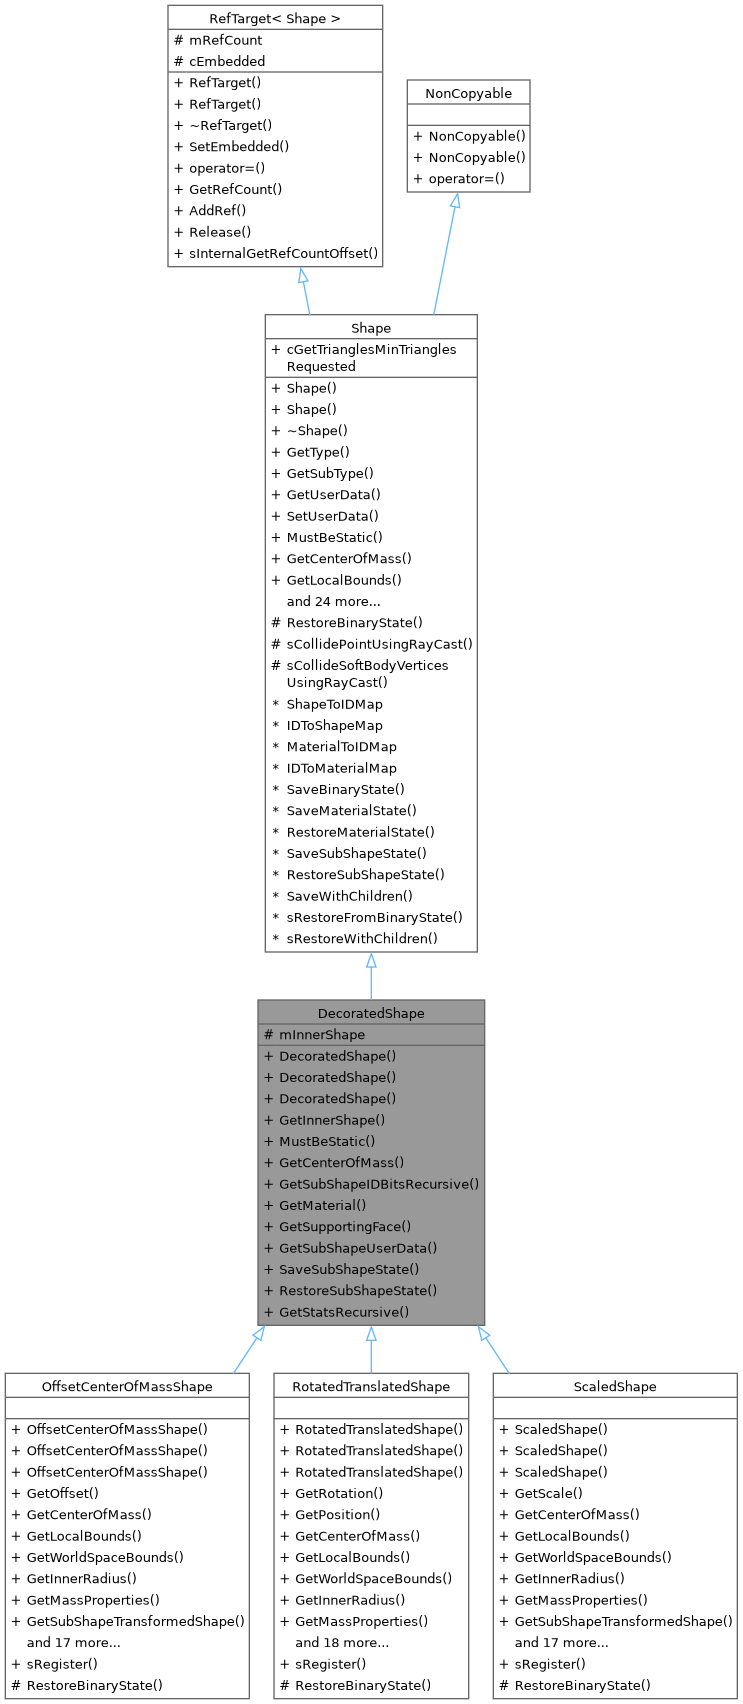 RefTarget< Shape >
# mRefCount
# cEmbedded
+ RefTarget()
+ RefTarget()
+ ~RefTarget()
+ SetEmbedded()
+ operator=()
+ GetRefCount()
+ AddRef()
+ Release()
+ sInternalGetRefCountOffset()
NonCopyable
+ NonCopyable()
+ NonCopyable()
+ operator=()
Shape
+ cGetTrianglesMinTriangles
Requested
+ Shape()
+ Shape()
+ ~Shape()
+ GetType()
+ GetSubType()
+ GetUserData()
+ SetUserData()
+ MustBeStatic()
+ GetCenterOfMass()
+ GetLocalBounds()
and 24 more...
# RestoreBinaryState()
# sCollidePointUsingRayCast()
# sCollideSoftBodyVertices
UsingRayCast()
* ShapeToIDMap
* IDToShapeMap
* MaterialToIDMap
* IDToMaterialMap
* SaveBinaryState()
* SaveMaterialState()
* RestoreMaterialState()
* SaveSubShapeState()
* RestoreSubShapeState()
* SaveWithChildren()
* sRestoreFromBinaryState()
* sRestoreWithChildren()
DecoratedShape
# mInnerShape
+ DecoratedShape()
+ DecoratedShape()
+ DecoratedShape()
+ GetInnerShape()
+ MustBeStatic()
+ GetCenterOfMass()
+ GetSubShapeIDBitsRecursive()
+ GetMaterial()
+ GetSupportingFace()
+ GetSubShapeUserData()
+ SaveSubShapeState()
+ RestoreSubShapeState()
+ GetStatsRecursive()
OffsetCenterOfMassShape
+ OffsetCenterOfMassShape()
+ OffsetCenterOfMassShape()
+ OffsetCenterOfMassShape()
+ GetOffset()
+ GetCenterOfMass()
+ GetLocalBounds()
+ GetWorldSpaceBounds()
+ GetInnerRadius()
+ GetMassProperties()
+ GetSubShapeTransformedShape()
and 17 more...
+ sRegister()
# RestoreBinaryState()
RotatedTranslatedShape
+ RotatedTranslatedShape()
+ RotatedTranslatedShape()
+ RotatedTranslatedShape()
+ GetRotation()
+ GetPosition()
+ GetCenterOfMass()
+ GetLocalBounds()
+ GetWorldSpaceBounds()
+ GetInnerRadius()
+ GetMassProperties()
and 18 more...
+ sRegister()
# RestoreBinaryState()
ScaledShape
+ ScaledShape()
+ ScaledShape()
+ ScaledShape()
+ GetScale()
+ GetCenterOfMass()
+ GetLocalBounds()
+ GetWorldSpaceBounds()
+ GetInnerRadius()
+ GetMassProperties()
+ GetSubShapeTransformedShape()
and 17 more...
+ sRegister()
# RestoreBinaryState()